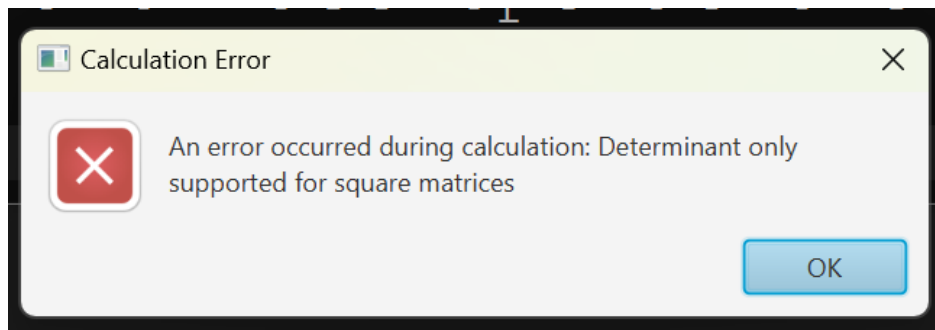 Calculation Error
An error occurred during calculation: Determinant only
supported for square matrices
OK